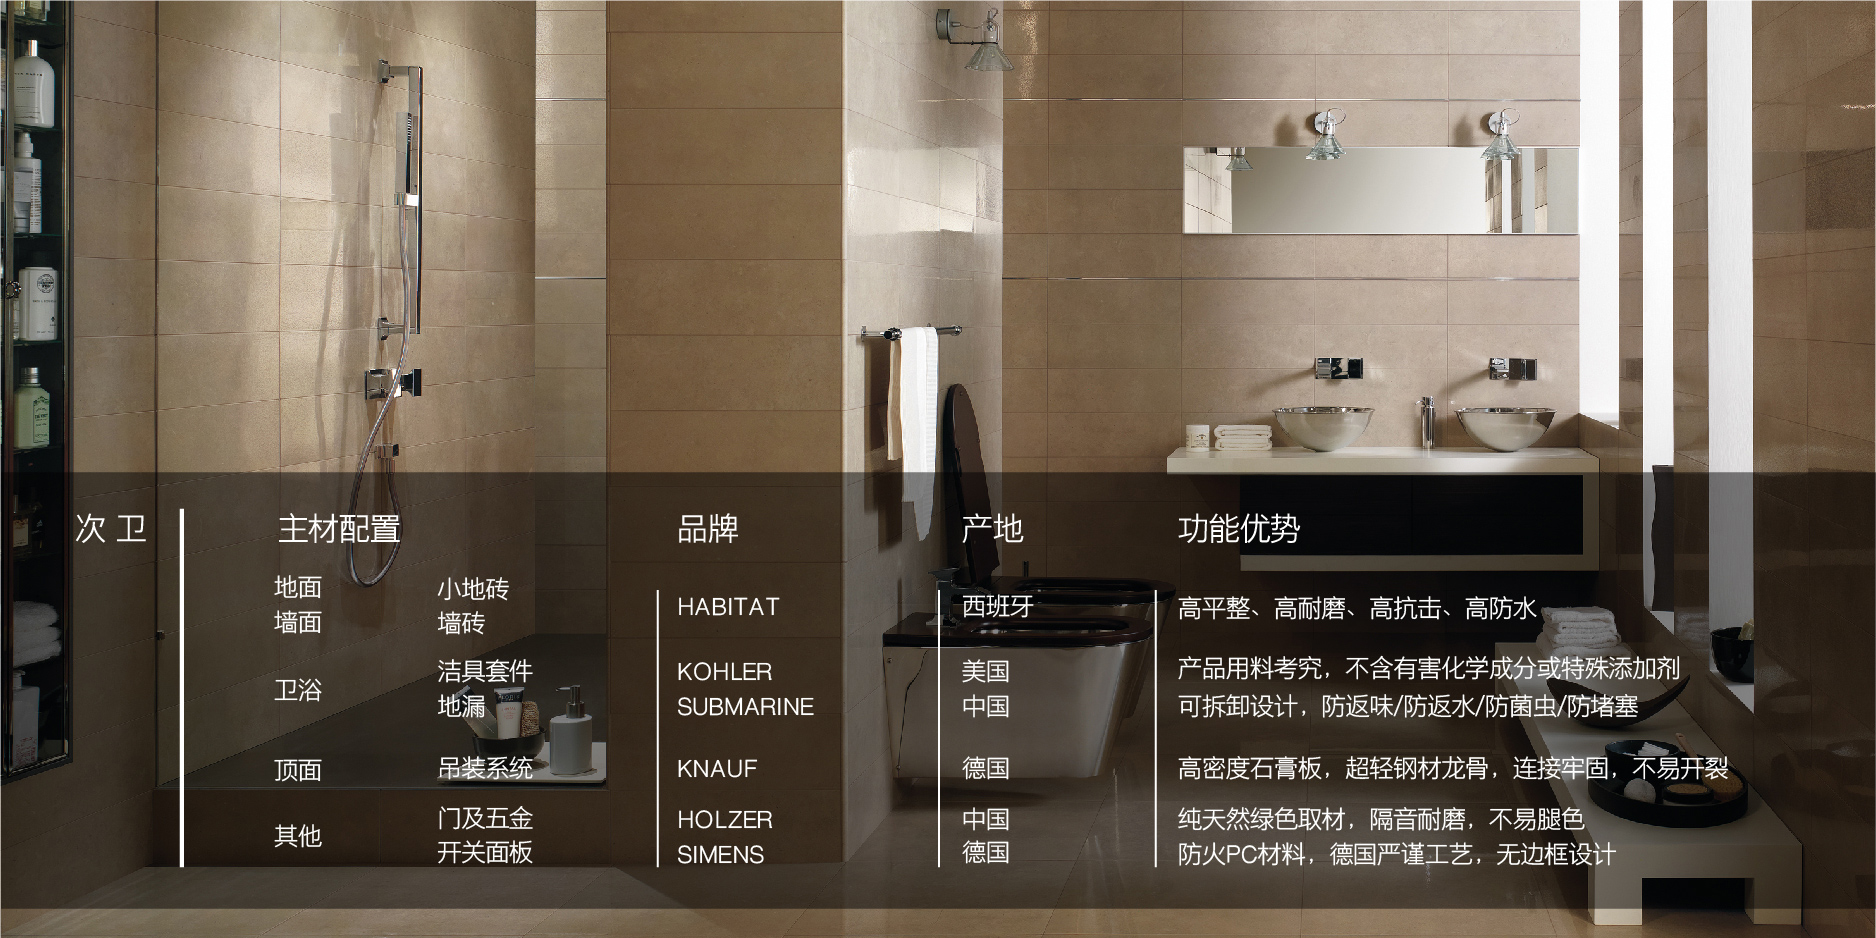 次 卫
主材配置 品牌 产地 功能优势
地面 小地砖
墙面 墙砖
HABITAT 西班牙 高平整、高耐磨、高抗击、高防水
卫浴
洁具套件 KOHLER 美国 产品用料考究，不含有害化学成分或特殊添加剂
地漏 SUBMARINE 中国 可拆卸设计，防返味/防返水/防菌虫/防堵塞
顶面 吊装系统 KNAUF 德国 高密度石膏板，超轻钢材龙骨，连接牢固，不易开裂
其他
门及五金 HOLZER 中国 纯天然绿色取材，隔音耐磨，不易腿色
开关面板 SIMENS 德国 防火PC材料，德国严谨工艺，无边框设计